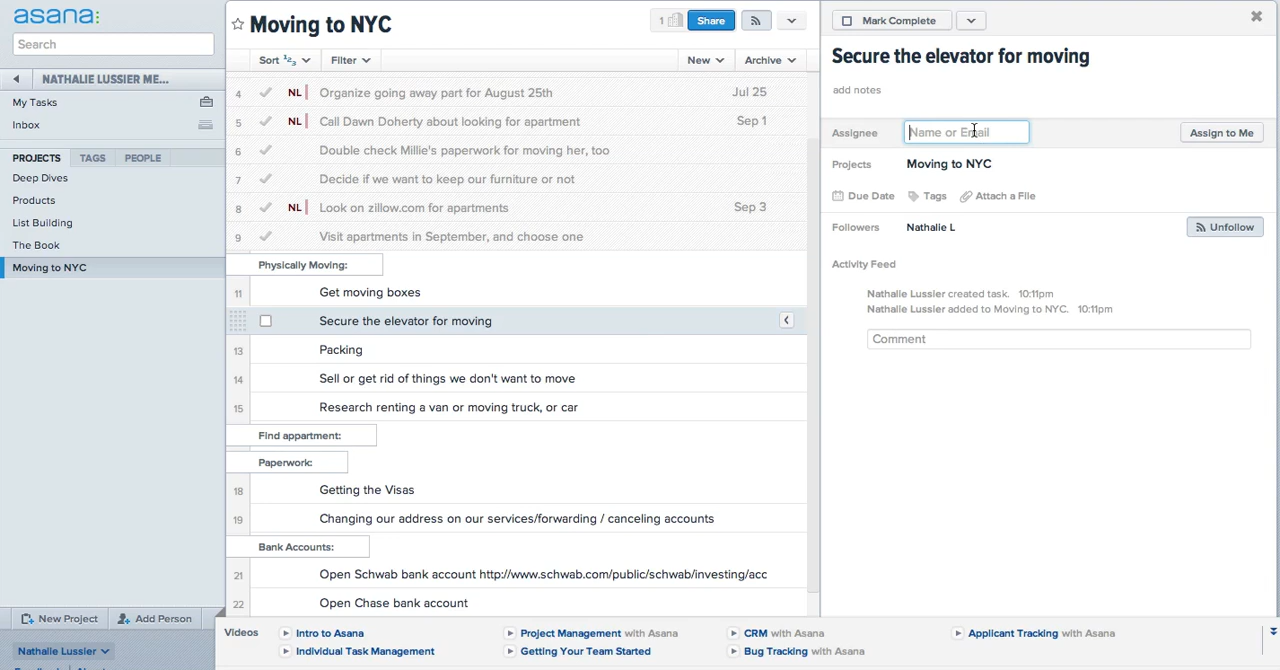 asana:
Search
NATHALIE LUSSIER ME...
My Tasks
Inbox
PROJECTS TAGS PEOPLE
Deep Dives
Products
List Building
The Book
Moving to NYC
New Project Add Person
Nathalie Lussier
Moving to NYC
1 Share
Sort Filter New Archive
4 NL Organize going away part for August 25th Jul 25
5 NL Call Dawn Doherty about looking for apartment Sep 1
6 Double check Millie's paperwork for moving her, too
7 Decide if we want to keep our furniture or not
8 NL Look on zillow.com for apartments Sep 3
9 Visit apartments in September, and choose one
Physically Moving:
11 Get moving boxes
Secure the elevator for moving
13 Packing
14 Sell or get rid of things we don't want to move
15 Research renting a van or moving truck, or car
Find appartment:
Paperwork:
18 Getting the Visas
19 Changing our address on our services/forwarding / canceling accounts
Bank Accounts:
21 Open Schwab bank account http://www.schwab.com/public/schwab/investing/acc
22 Open Chase bank account
Mark Complete
Secure the elevator for moving
add notes
Assignee Name or Email Assign to Me
Projects Moving to NYC
Due Date Tags Attach a File
Followers Nathalie L Unfollow
Activity Feed
Nathalie Lussier created task. 10:11pm
Nathalie Lussier added to Moving to NYC. 10:11pm
Comment
Videos Intro to Asana Project Management with Asana CRM with Asana Applicant Tracking with Asana
Individual Task Management Getting Your Team Started Bug Tracking with Asana